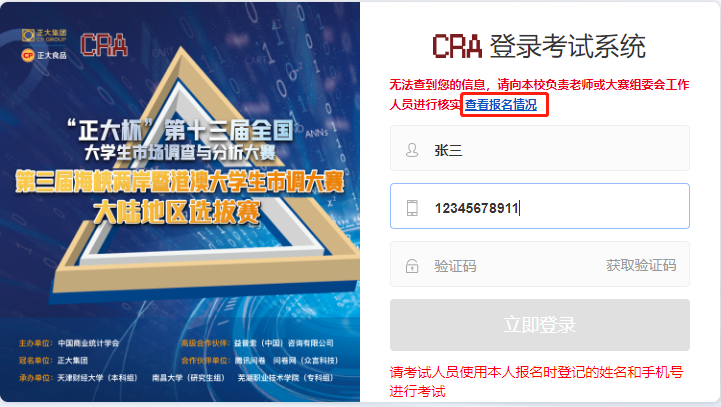 正大集团
CP GROUP
CP
正大食品
CRA
“正大杯”第十三届全国
大学生市场调查与分析大赛
第三届海峡两岸暨港澳大学生市调大赛
大陆地区选拔赛
主办单位：中国商业统计学会
高级合作伙伴：益普索（中国）咨询有限公司
冠名单位：正大集团
合作伙伴单位：腾讯问卷 问卷网（众言科技）
承办单位：天津财经大学（本科组） 南昌大学（研究生组） 芜湖职业技术学院（专科组）
CRA 登录考试系统
无法查到您的信息，请向本校负责老师或大赛组委会工作
人员进行核实 查看报名情况
张三
12345678911
验证码 获取验证码
立即登录
请考试人员使用本人报名时登记的姓名和手机号
进行考试